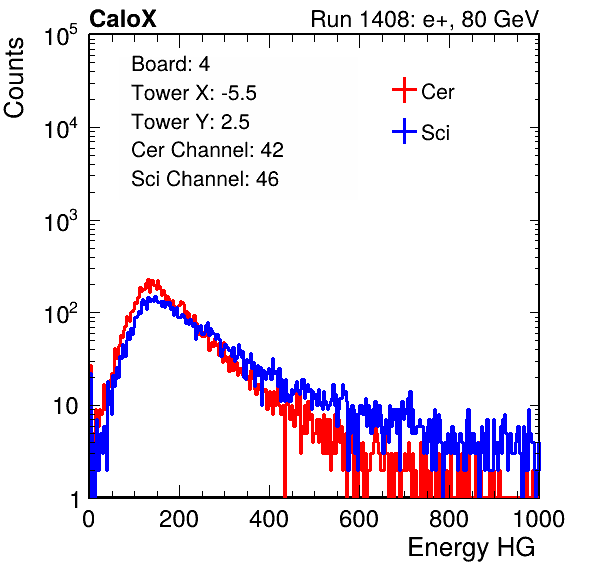 CaloX Run 1408: e+, 80 GeV
Counts
Board: 4
Tower X: -5.5
Tower Y: 2.5
Cer Channel: 42
Sci Channel: 46
Cer
Sci
10^5
10^4
10^3
10^2
10
1
0 200 400 600 800 1000
Energy HG